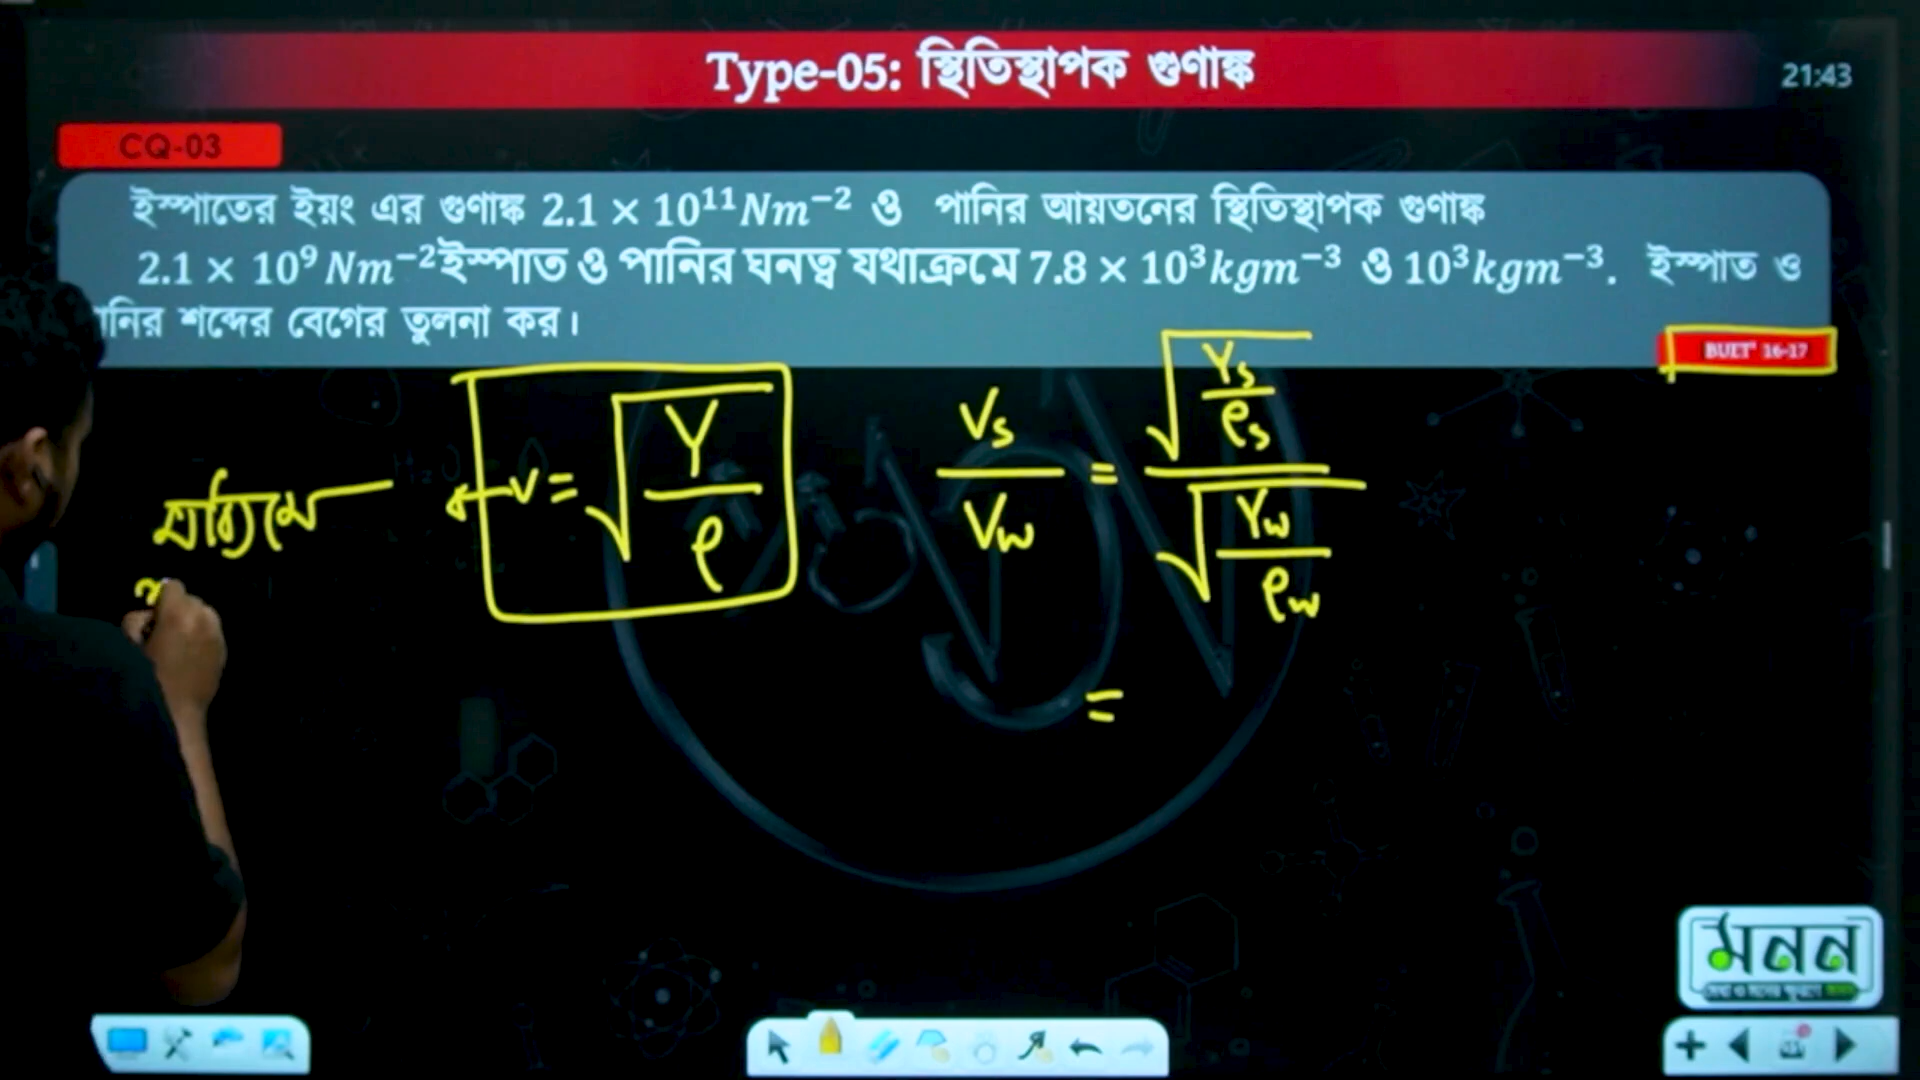 Type-05: স্থিতিস্থাপক গুণাঙ্ক
21:43
CQ-03
ইস্পাতের ইয়ং এর গুণাঙ্ক 2.1 × 10¹¹Nm⁻² ও পানির আয়তনের স্থিতিস্থাপক গুণাঙ্ক
2.1 × 10⁹ Nm⁻²ইস্পাত ও পানির ঘনত্ব যথাক্রমে 7.8 × 10³kgm⁻³ ও 10³kgm⁻³. ইস্পাত ও
নির শব্দের বেগের তুলনা কর।
BUET' 16-17
v = √(Y/ρ)
Vs/Vw = √(Ys/ρs)/√(Yw/ρw)
=
মনন